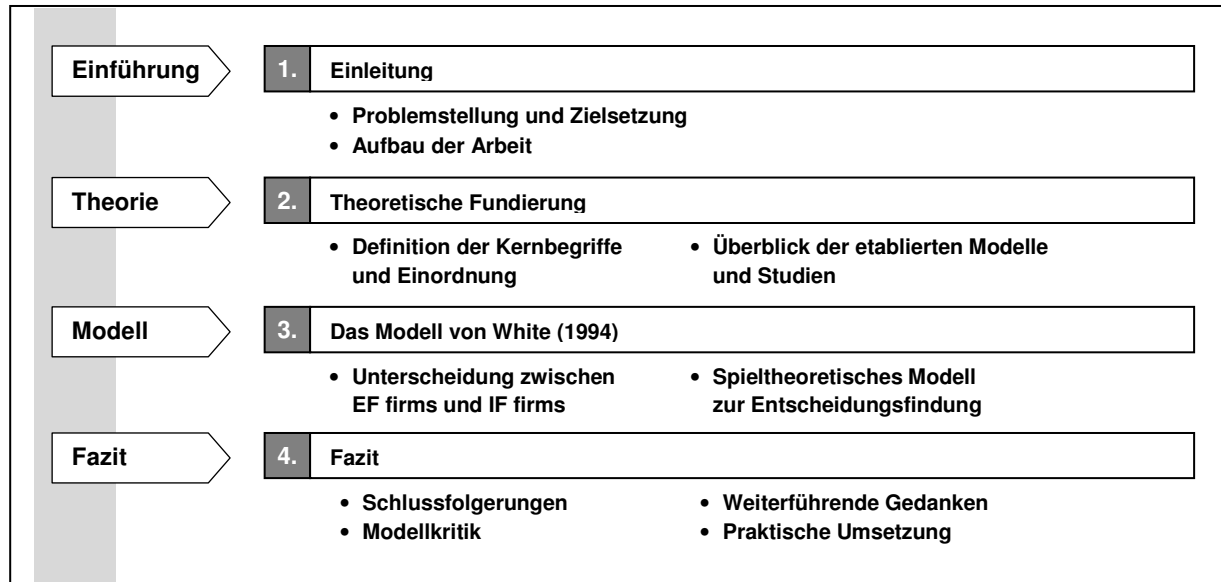 Einführung
1. Einleitung
• Problemstellung und Zielsetzung
• Aufbau der Arbeit
Theorie
2. Theoretische Fundierung
• Definition der Kernbegriffe
und Einordnung
• Überblick der etablierten Modelle
und Studien
Modell
3. Das Modell von White (1994)
• Unterscheidung zwischen
EF firms und IF firms
• Spieltheoretisches Modell
zur Entscheidungsfindung
Fazit
4. Fazit
• Schlussfolgerungen
• Modellkritik
• Weiterführende Gedanken
• Praktische Umsetzung